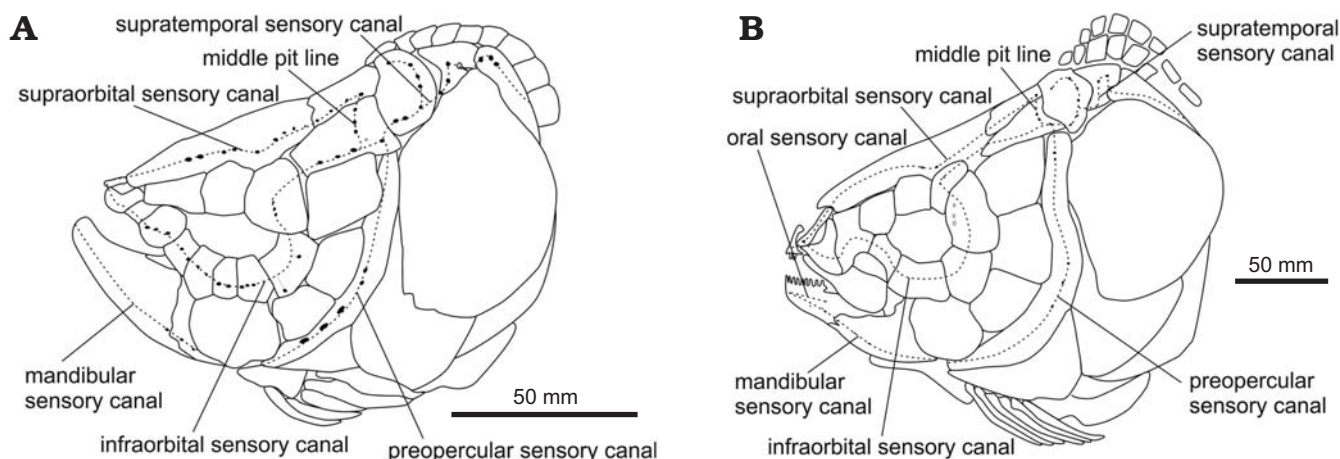 A
supratemporal sensory canal
middle pit line
supraorbital sensory canal
mandibular
sensory canal
infraorbital sensory canal
preopercular sensory canal
50 mm
B
supratemporal
sensory canal
middle pit line
supraorbital sensory canal
oral sensory canal
50 mm
mandibular
sensory canal
infraorbital sensory canal
preopercular
sensory canal